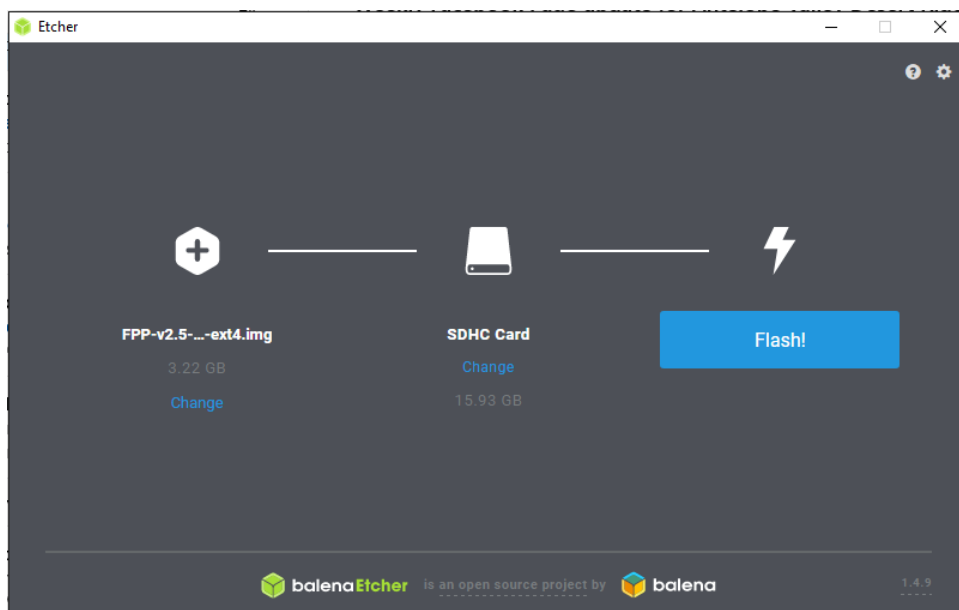 Etcher
FPP-v2.5-...-ext4.img
3.22 GB
Change
SDHC Card
Change
15.93 GB
Flash!
balenaEtcher is an open source project by balena
1.4.9